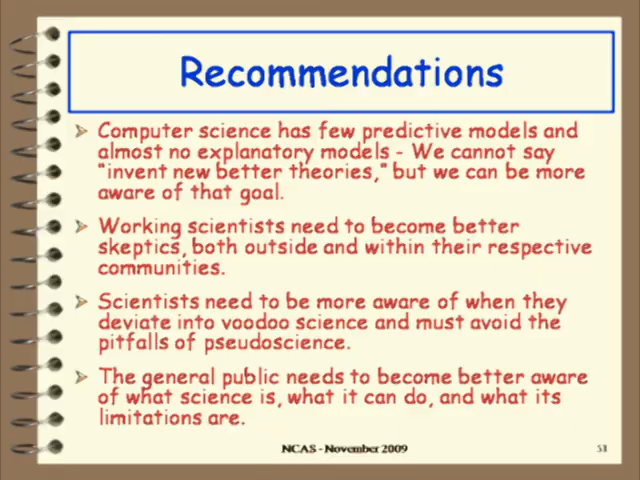 Recommendations
Computer science has few predictive models and
almost no explanatory models - We cannot say
"invent new better theories," but we can be more
aware of that goal.
Working scientists need to become better
skeptics, both outside and within their respective
communities.
Scientists need to be more aware of when they
deviate into voodoo science and must avoid the
pitfalls of pseudoscience.
The general public needs to become better aware
of what science is, what it can do, and what its
limitations are.
NCAS - November 2009